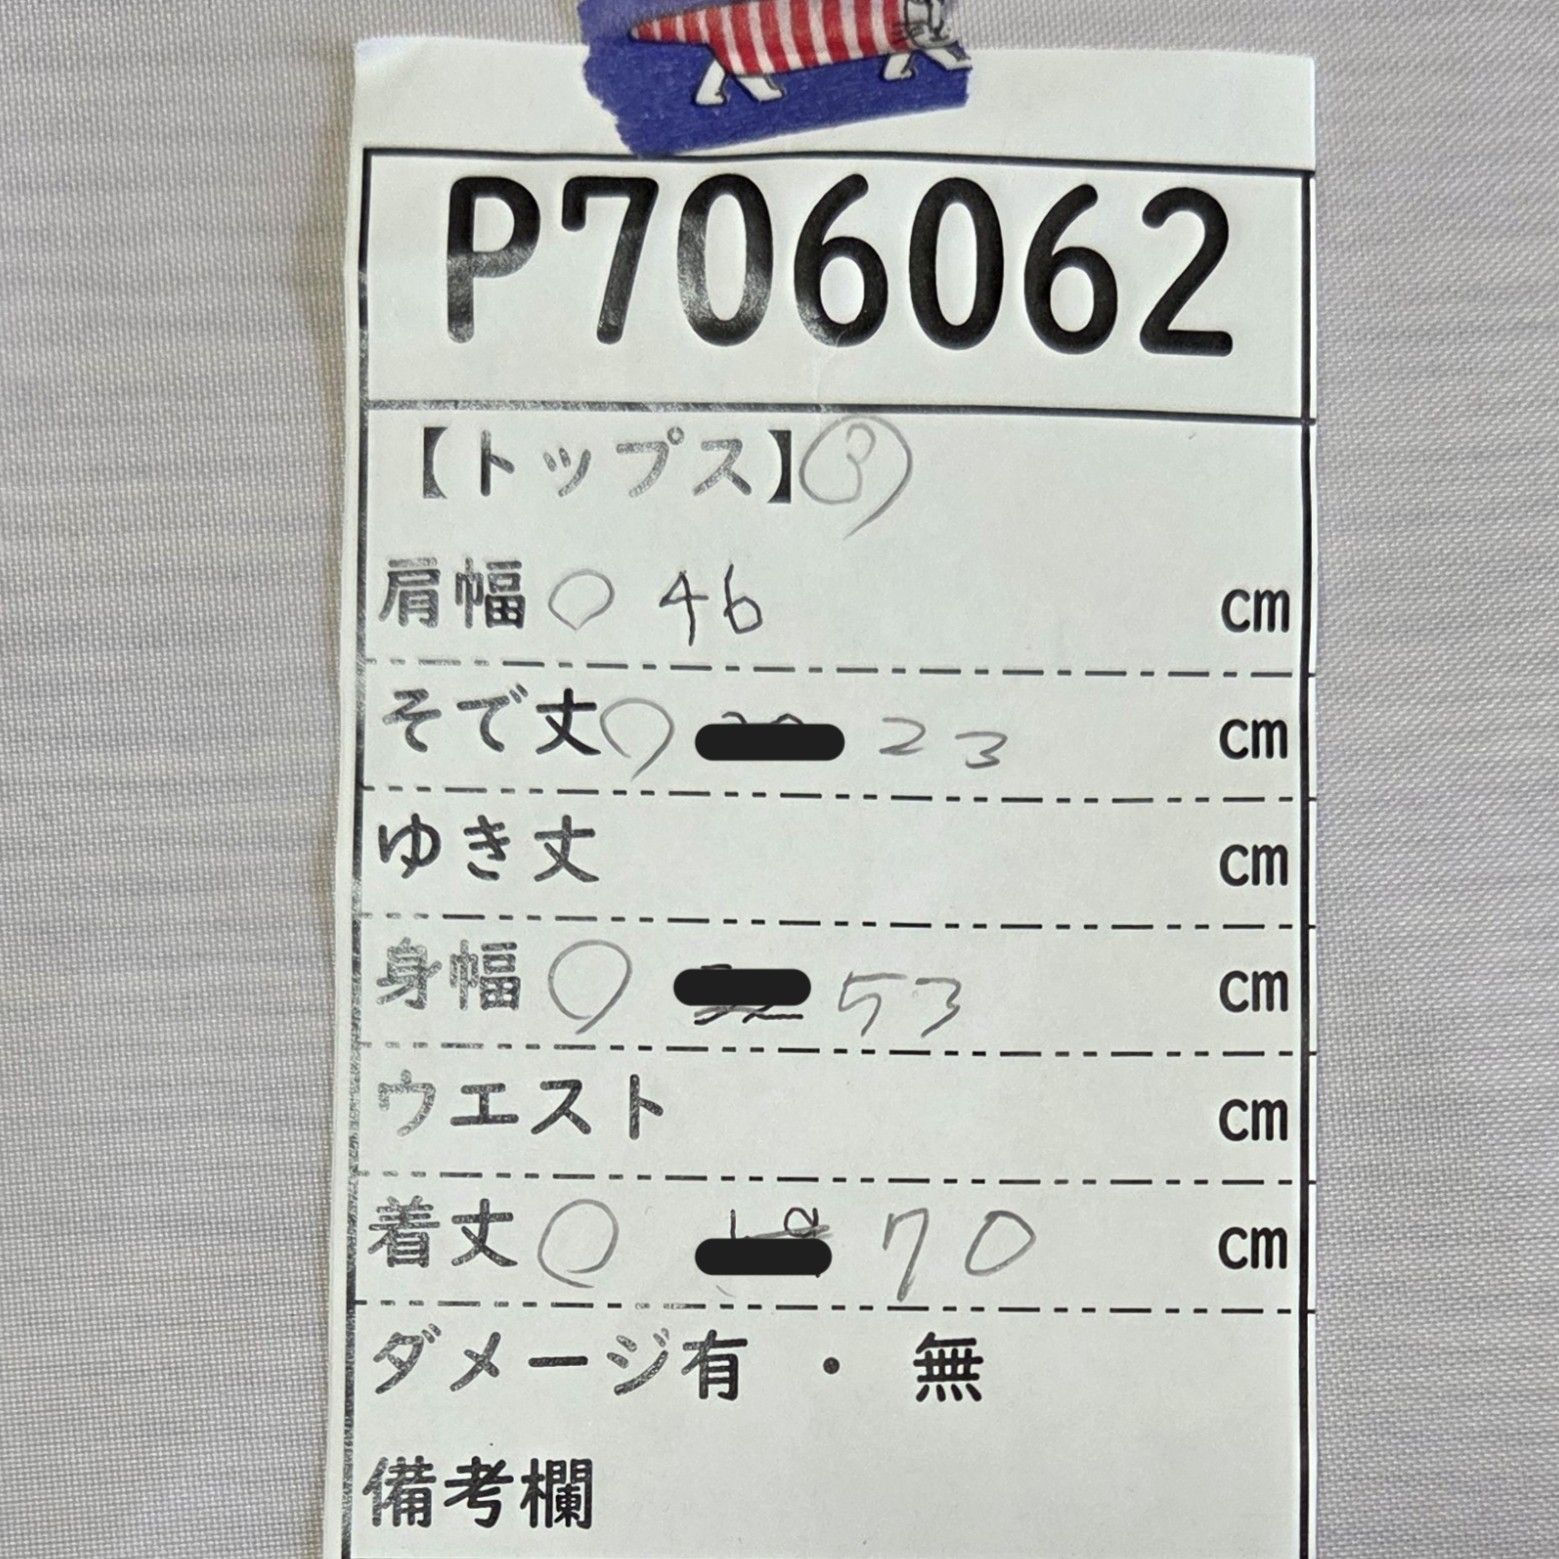 P706062
【トップス】③
肩幅○ 46 cm
そで丈○ 23 cm
ゆき丈 cm
身幅○ 53 cm
ウエスト cm
着丈○ 70 cm
ダメージ有 ・ 無
備考欄